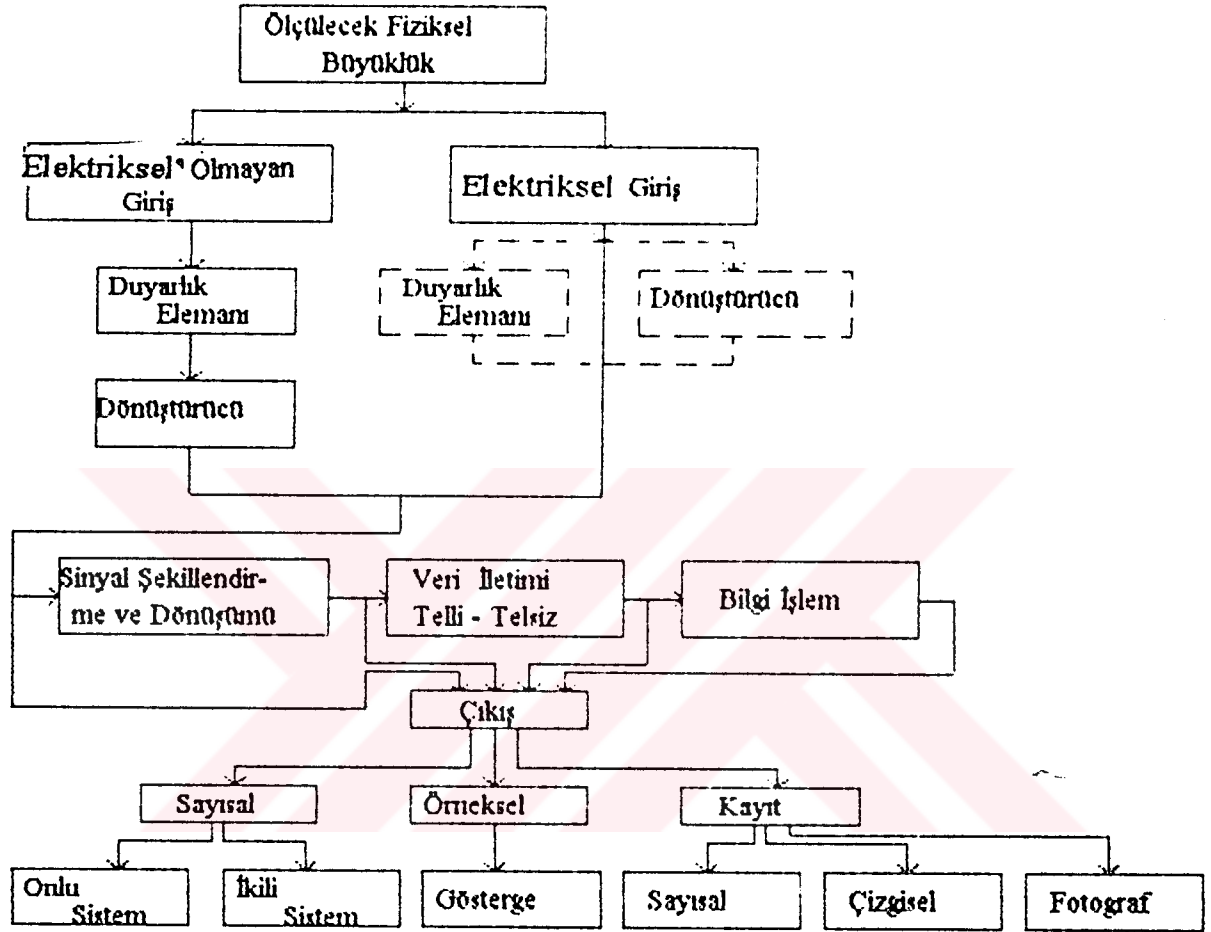 Ölçülecek Fiziksel
Büyüklük
Elektriksel Olmayan
Giriş
Elektriksel Giriş
Duyarlık
Elemanı
Duyarlık
Elemanı
Dönüştürücü
Dönüştürücü
Sinyal Şekillendir-
me ve Dönüşümü
Veri İletimi
Telli - Telsiz
Bilgi İşlem
Çıkış
Sayısal
Örneksel
Kayıt
Onlu
Sistem
İkili
Sistem
Gösterge
Sayısal
Çizgisel
Fotograf